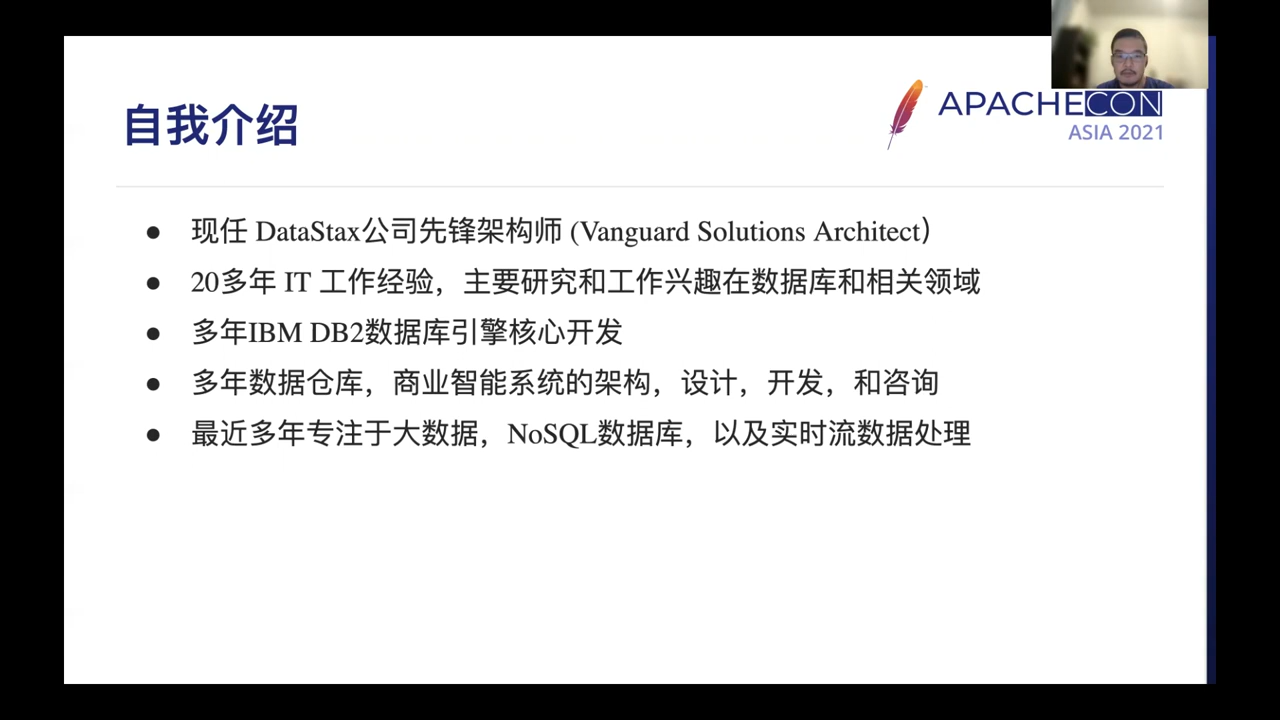 自我介绍
APACHECON
ASIA 2021
● 现任 DataStax公司先锋架构师 (Vanguard Solutions Architect）
● 20多年 IT 工作经验，主要研究和工作兴趣在数据库和相关领域
● 多年IBM DB2数据库引擎核心开发
● 多年数据仓库，商业智能系统的架构，设计，开发，和咨询
● 最近多年专注于大数据，NoSQL数据库，以及实时流数据处理